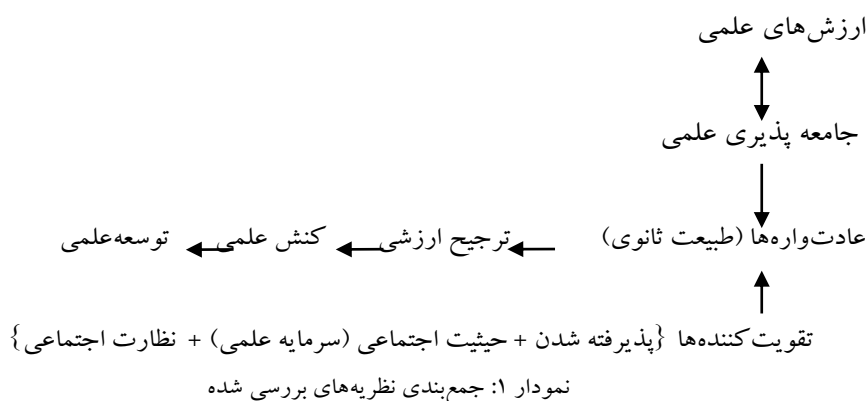 ارزش‌های علمی
جامعه پذیری علمی
عادت‌واره‌ها (طبیعت ثانوی) ترجیح ارزشی کنش علمی توسعه‌علمی
تقویت‌کننده‌ها {پذیرفته شدن + حیثیت اجتماعی (سرمایه علمی) + نظارت اجتماعی}
نمودار ۱: جمع‌بندی نظریه‌های بررسی شده